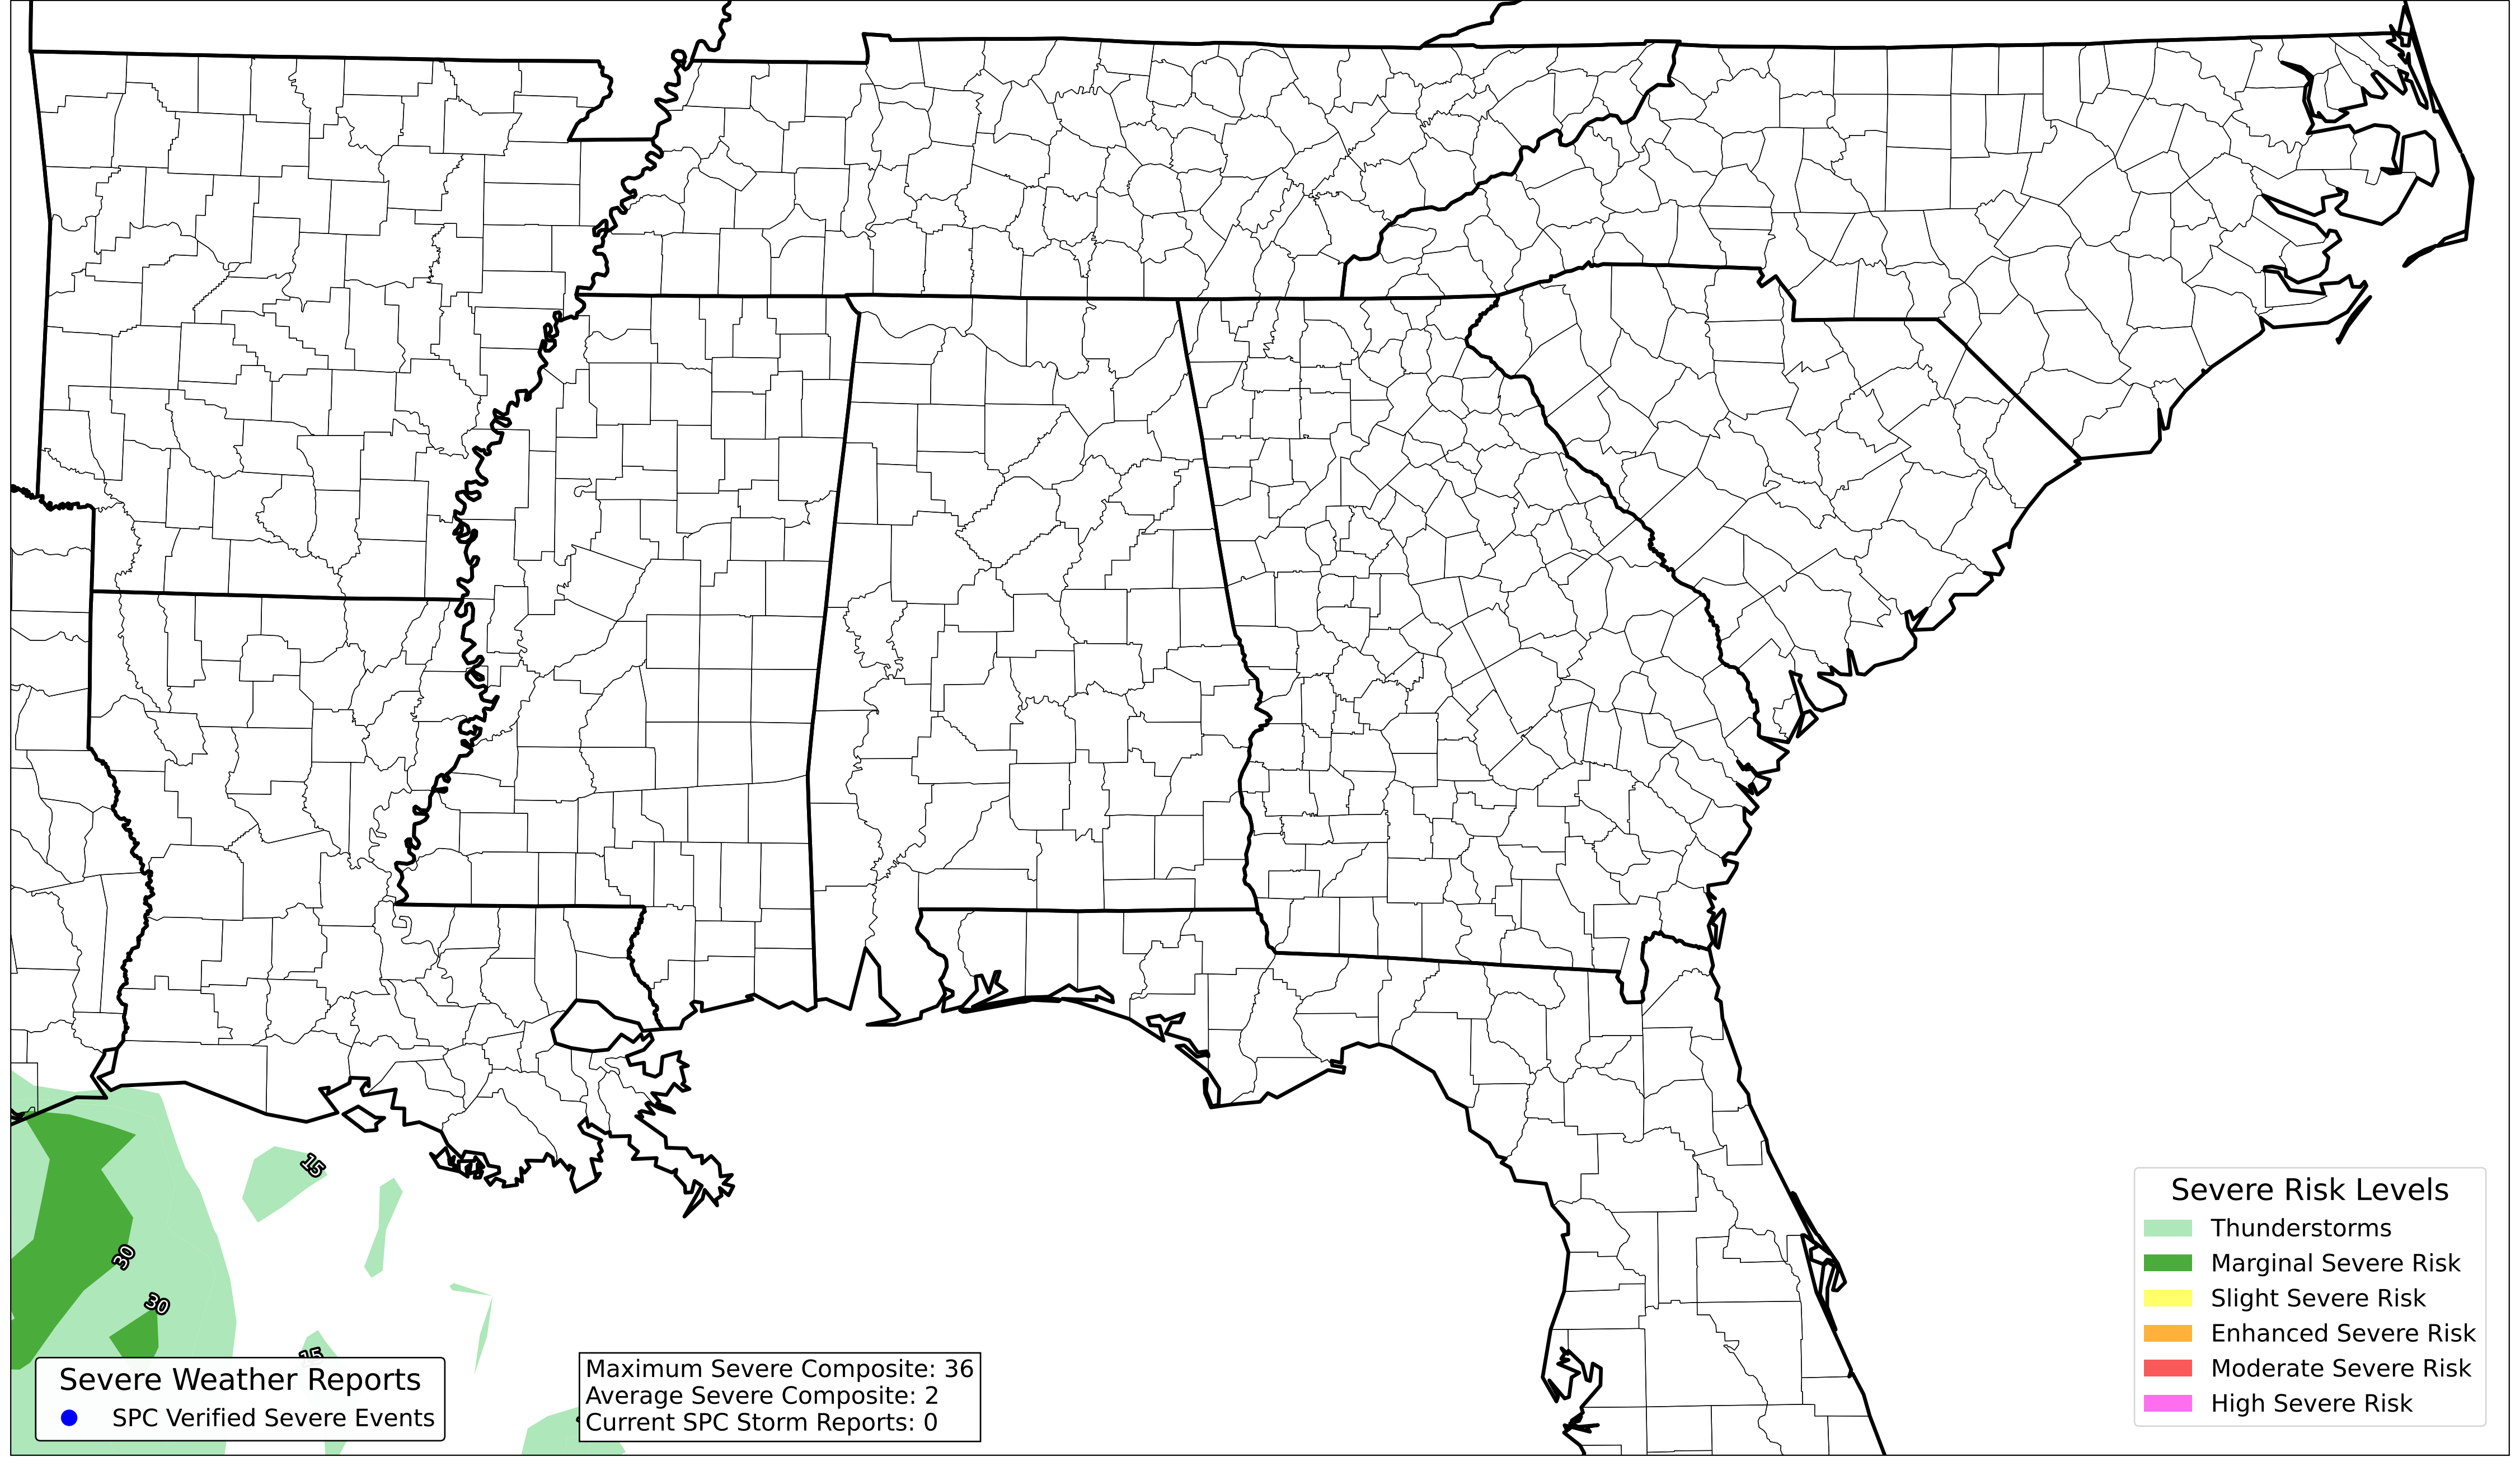 15
30
30
15
Severe Weather Reports
SPC Verified Severe Events
Maximum Severe Composite: 36
Average Severe Composite: 2
Current SPC Storm Reports: 0
Severe Risk Levels
Thunderstorms
Marginal Severe Risk
Slight Severe Risk
Enhanced Severe Risk
Moderate Severe Risk
High Severe Risk